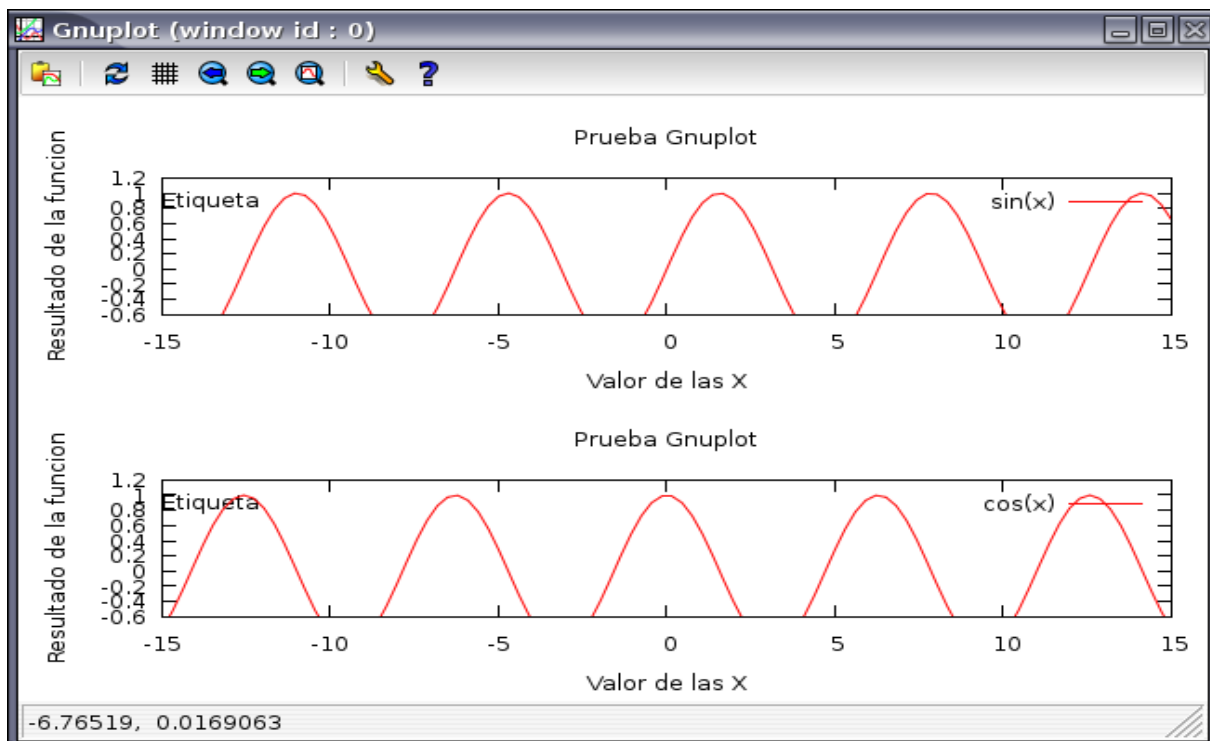 Gnuplot (window id : 0)
Prueba Gnuplot
Resultado de la funcion
1.2
1
0.8
0.6
0.4
0.2
0
-0.2
-0.4
-0.6
Etiqueta
sin(x)
-15 -10 -5 0 5 10 15
Valor de las X
Prueba Gnuplot
Resultado de la funcion
1.2
1
0.8
0.6
0.4
0.2
0
-0.2
-0.4
-0.6
Etiqueta
cos(x)
-15 -10 -5 0 5 10 15
Valor de las X
-6.76519, 0.0169063